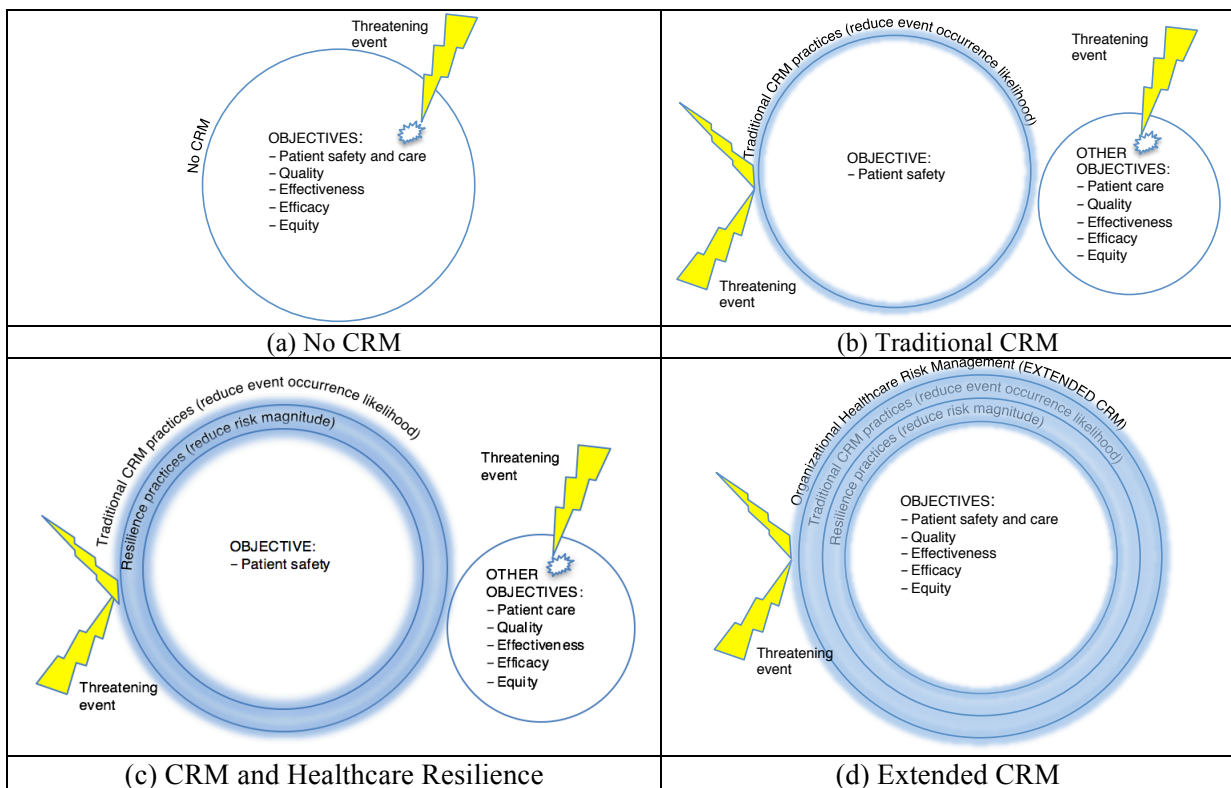 Threatening
event
No CRM
OBJECTIVES:
– Patient safety and care
– Quality
– Effectiveness
– Efficacy
– Equity
(a) No CRM
Traditional CRM practices (reduce event occurrence likelihood)
Threatening
event
OBJECTIVE:
– Patient safety
OTHER
OBJECTIVES:
– Patient care
– Quality
– Effectiveness
– Efficacy
– Equity
Threatening
event
(b) Traditional CRM
Traditional CRM practices (reduce event occurrence likelihood)
Resilience practices (reduce risk magnitude)
Threatening
event
OBJECTIVE:
– Patient safety
OTHER
OBJECTIVES:
– Patient care
– Quality
– Effectiveness
– Efficacy
– Equity
Threatening
event
(c) CRM and Healthcare Resilience
Organizational Healthcare Risk Management (EXTENDED CRM)
Traditional CRM practices (reduce event occurrence likelihood)
Resilience practices (reduce risk magnitude)
OBJECTIVES:
– Patient safety and care
– Quality
– Effectiveness
– Efficacy
– Equity
Threatening
event
(d) Extended CRM